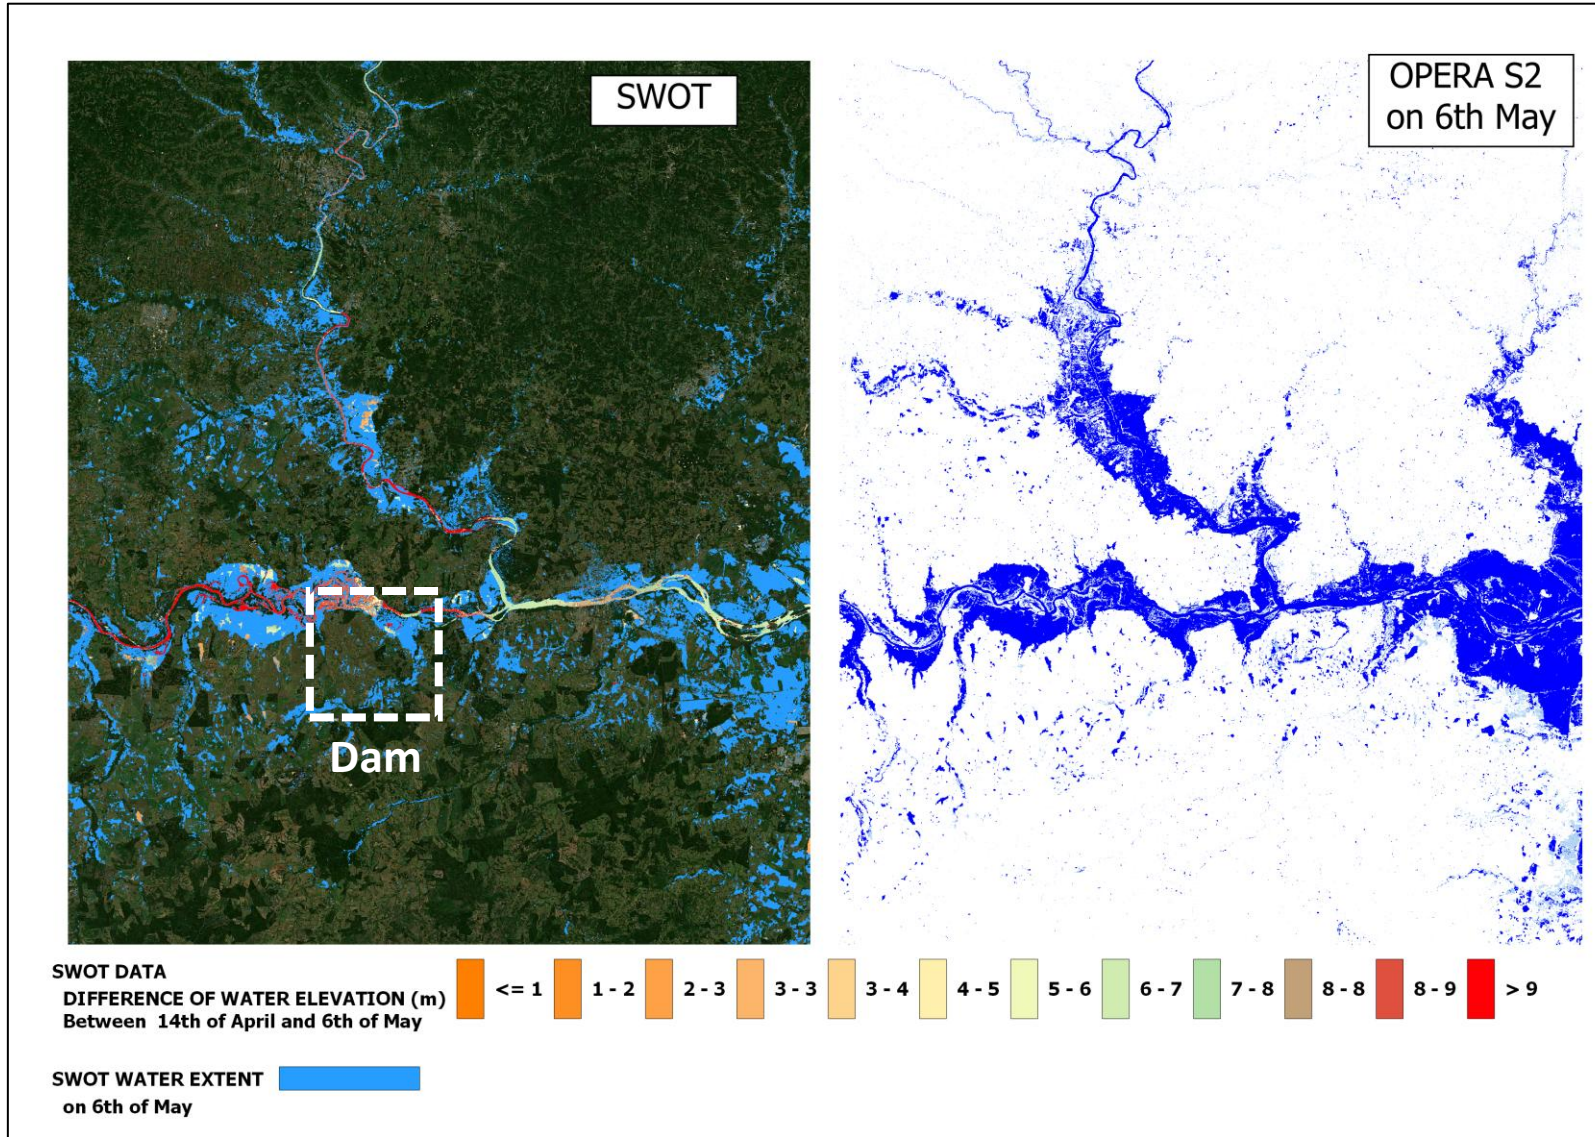 SWOT
OPERA S2
on 6th May
Dam
SWOT DATA
DIFFERENCE OF WATER ELEVATION (m)
Between 14th of April and 6th of May
<= 1
1 - 2
2 - 3
3 - 3
3 - 4
4 - 5
5 - 6
6 - 7
7 - 8
8 - 8
8 - 9
> 9
SWOT WATER EXTENT
on 6th of May